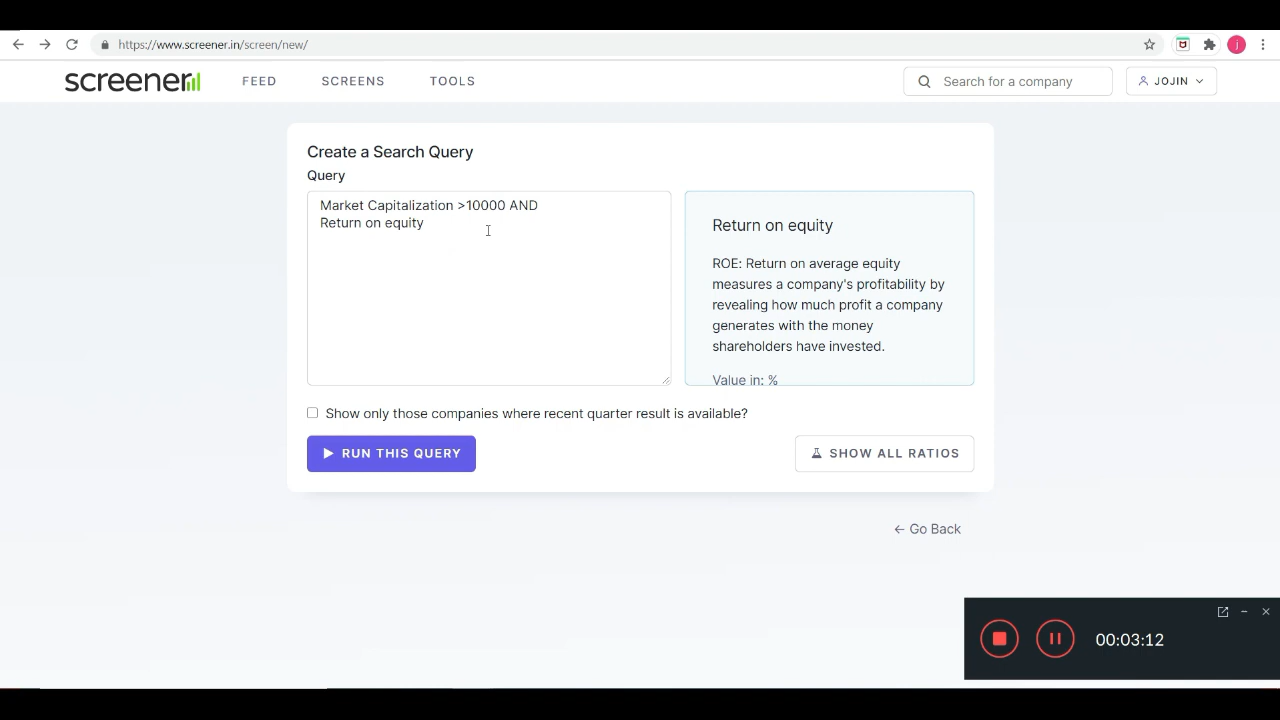 https://www.screener.in/screen/new/
j
screener
FEED
SCREENS
TOOLS
Search for a company
JOJIN
Create a Search Query
Query
Market Capitalization >10000 AND
Return on equity
Return on equity
ROE: Return on average equity
measures a company's profitability by
revealing how much profit a company
generates with the money
shareholders have invested.
Value in: %
Show only those companies where recent quarter result is available?
RUN THIS QUERY
SHOW ALL RATIOS
← Go Back
00:03:12